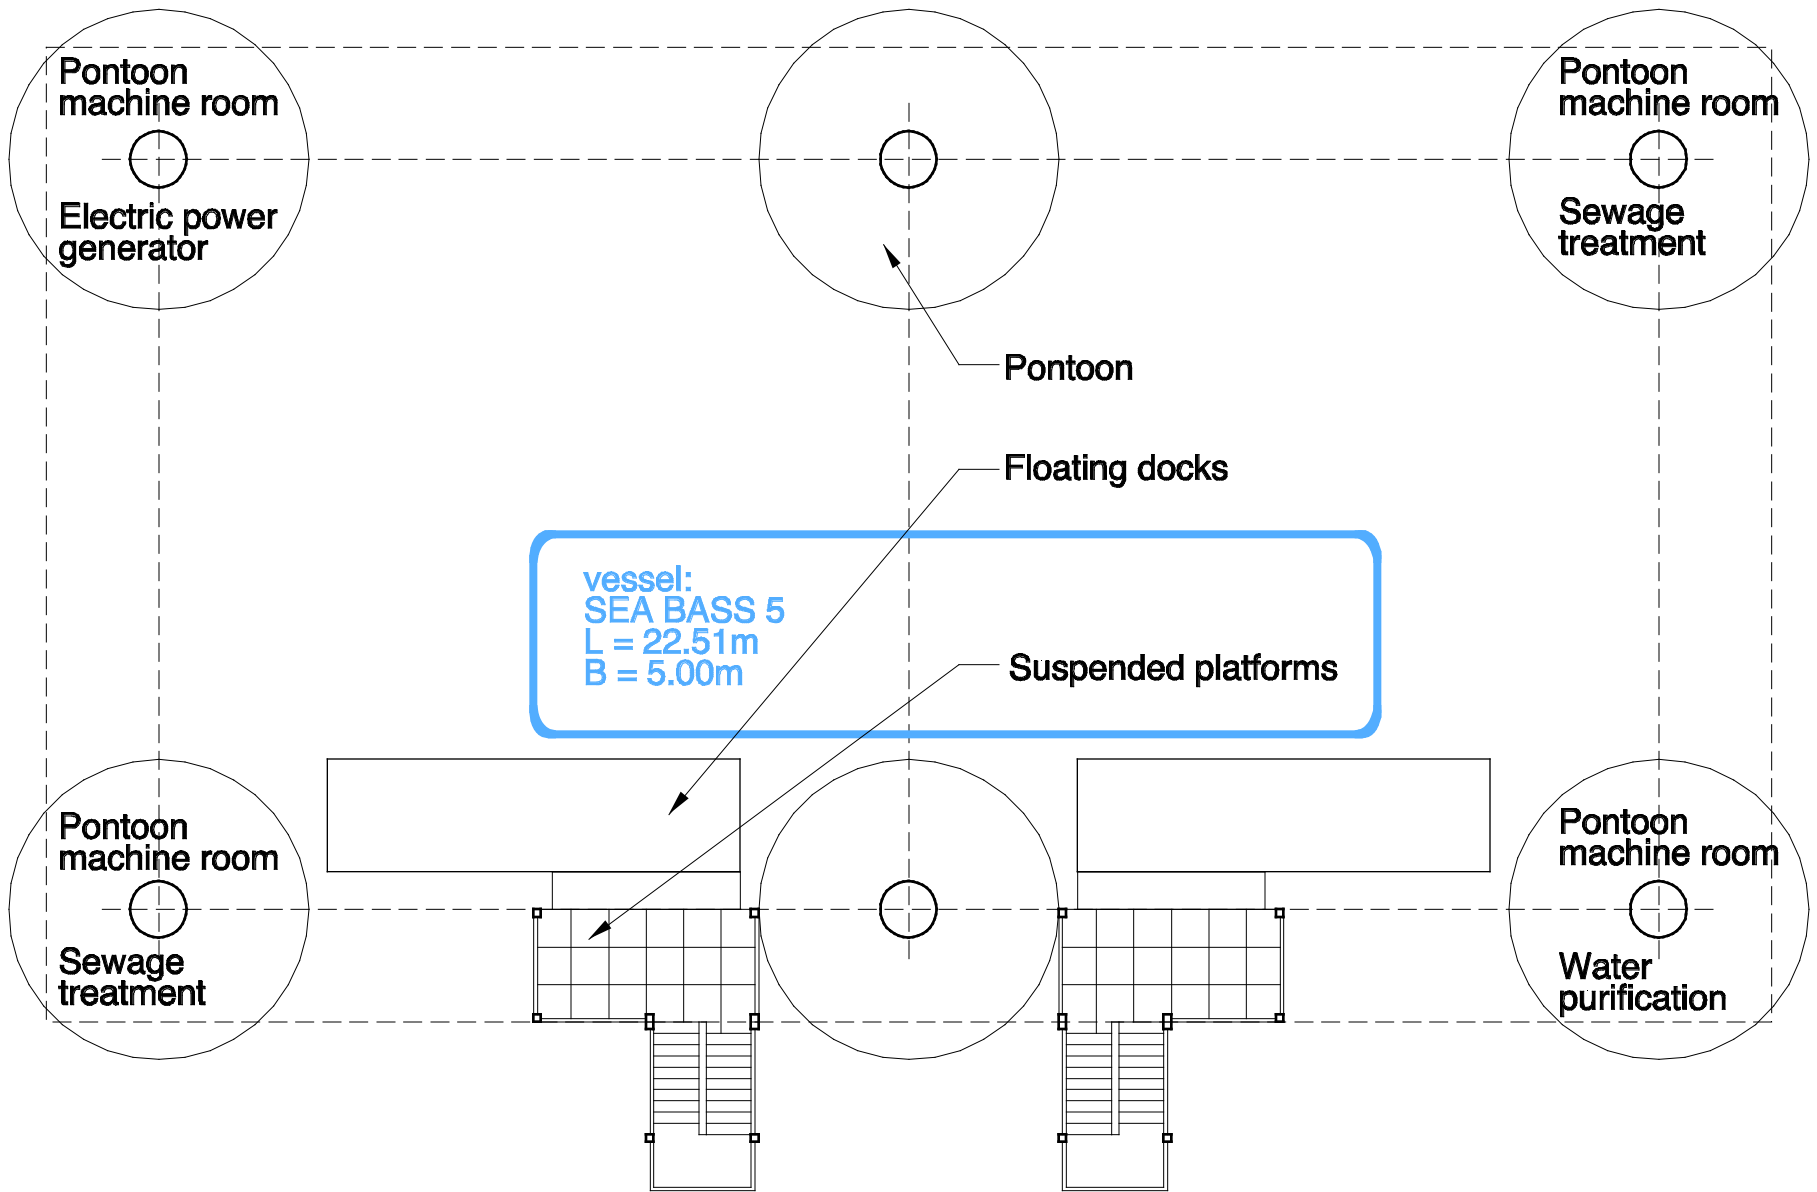 Pontoon
machine room
Electric power
generator
Pontoon
machine room
Sewage
treatment
Pontoon
Floating docks
vessel:
SEA BASS 5
L = 22.51m
B = 5.00m
Suspended platforms
Pontoon
machine room
Sewage
treatment
Pontoon
machine room
Water
purification